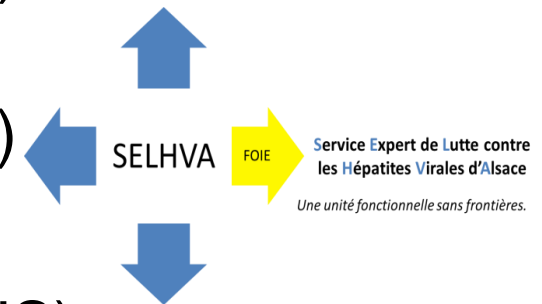 )
SELHVA
FOIE
Service Expert de Lutte contre
les Hépatites Virales d'Alsace
Une unité fonctionnelle sans frontières.